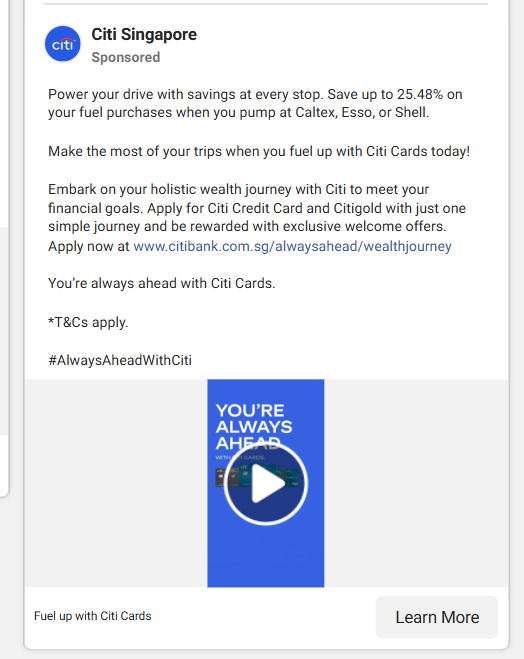 citi
Citi Singapore
Sponsored
Power your drive with savings at every stop. Save up to 25.48% on
your fuel purchases when you pump at Caltex, Esso, or Shell.
Make the most of your trips when you fuel up with Citi Cards today!
Embark on your holistic wealth journey with Citi to meet your
financial goals. Apply for Citi Credit Card and Citigold with just one
simple journey and be rewarded with exclusive welcome offers.
Apply now at www.citibank.com.sg/alwaysahead/wealthjourney
You're always ahead with Citi Cards.
*T&Cs apply.
#AlwaysAheadWithCiti
YOU'RE
ALWAYS
AHEAD
WITH CITI CARDS
Fuel up with Citi Cards
Learn More